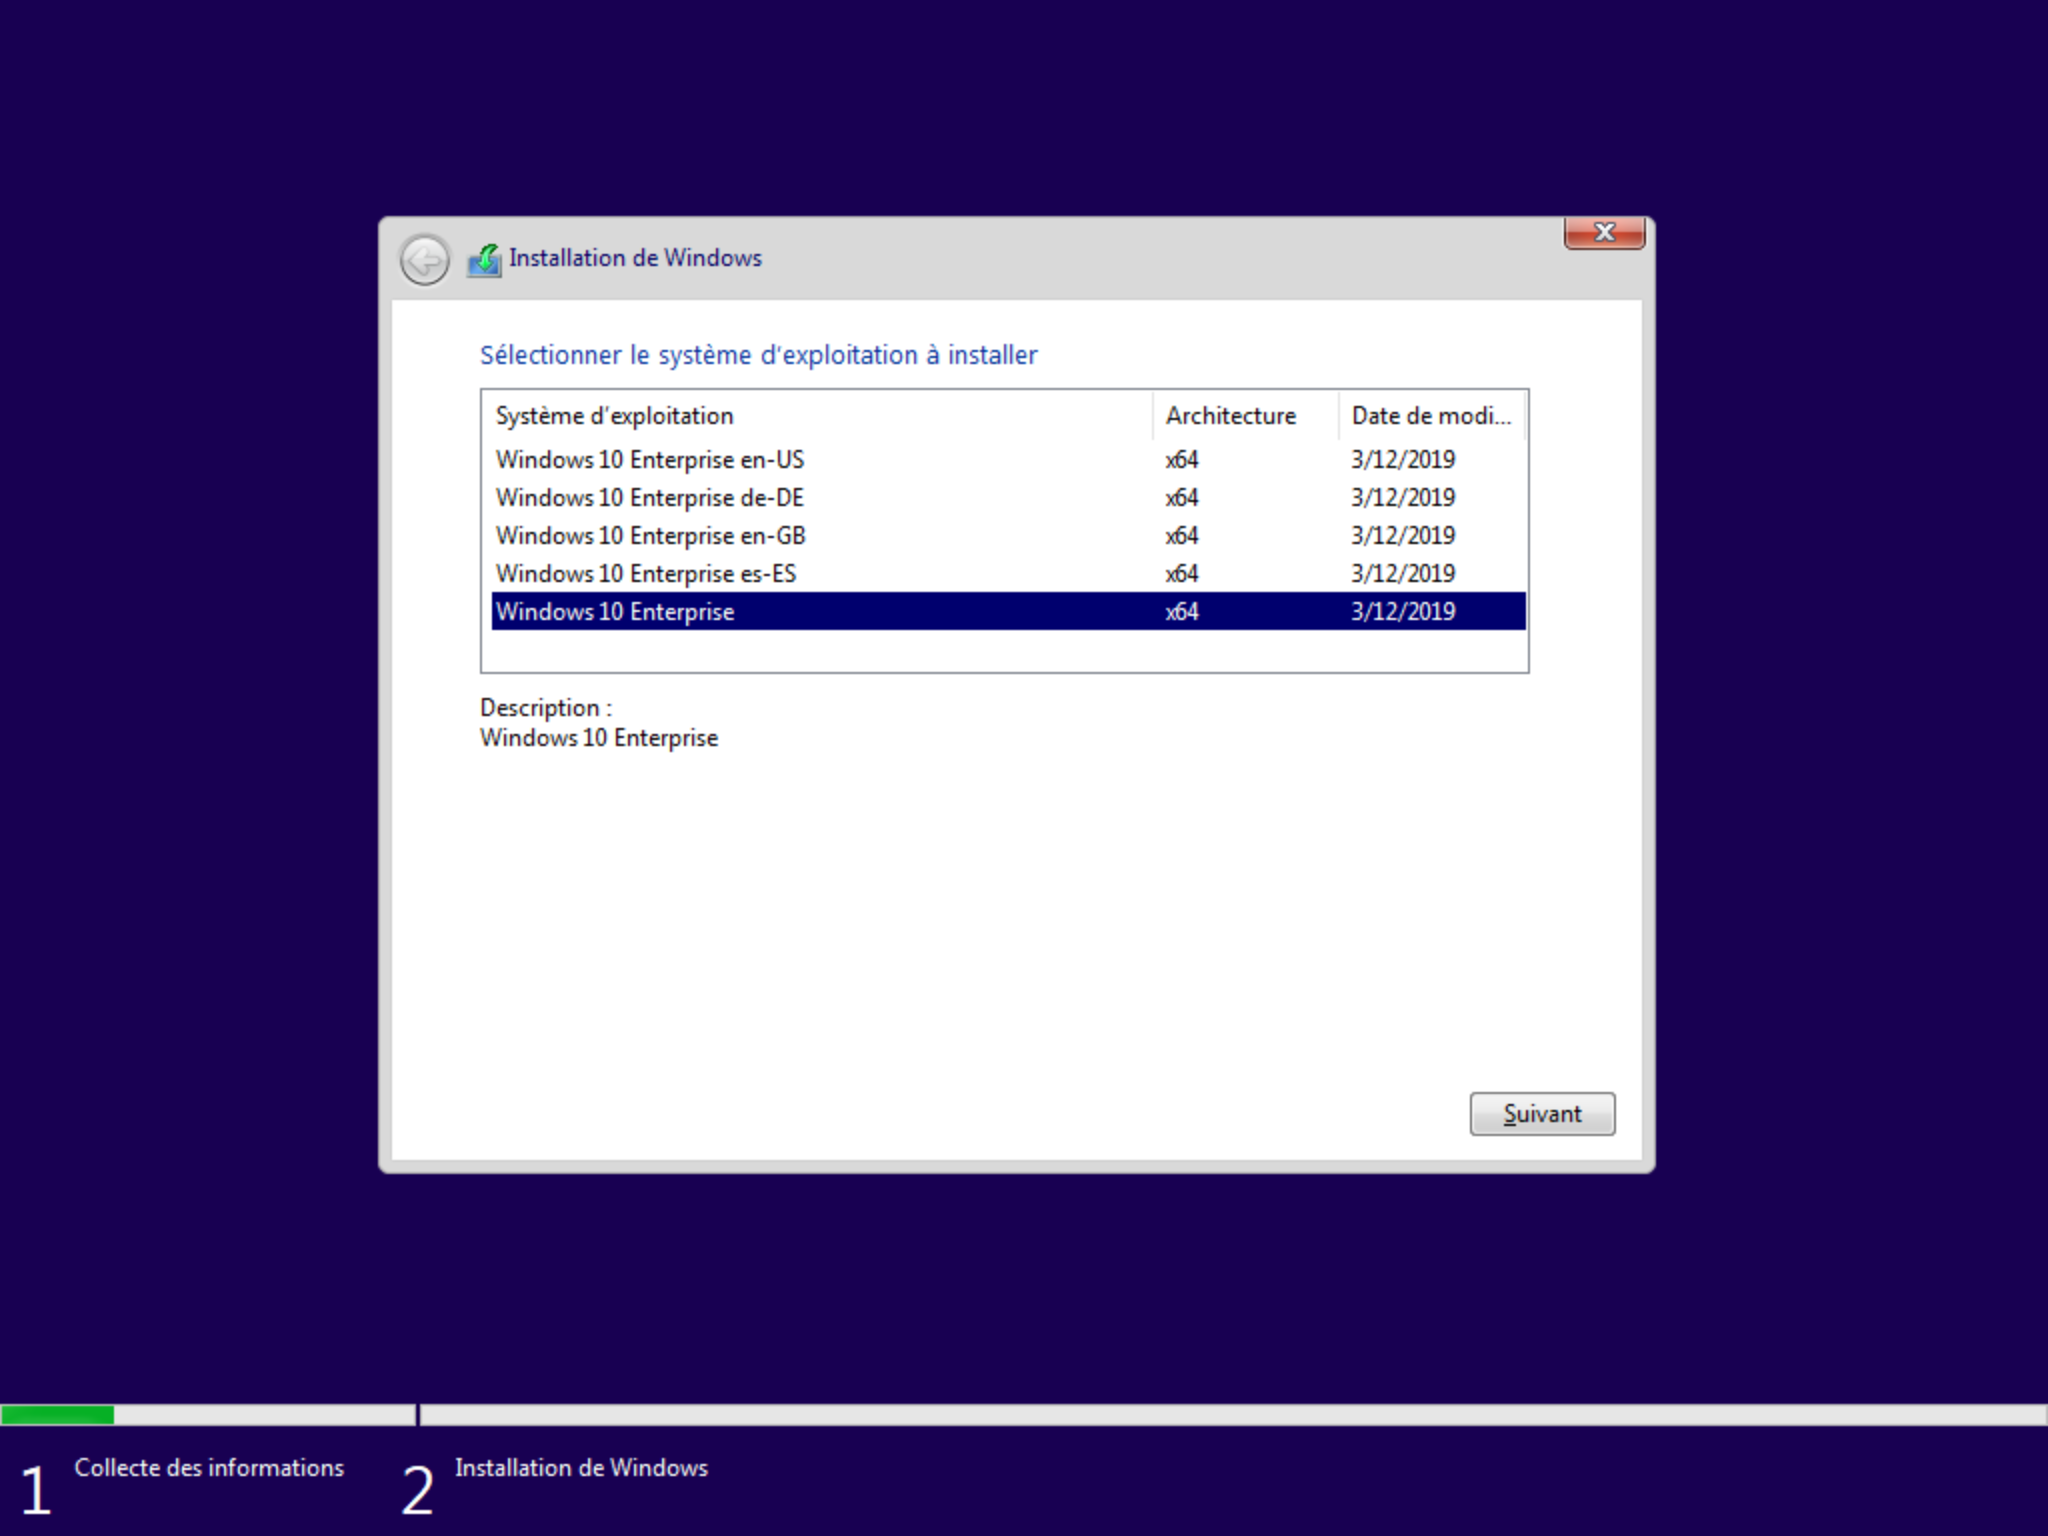 Installation de Windows
Sélectionner le système d'exploitation à installer
Système d'exploitation Architecture Date de modi...
Windows 10 Enterprise en-US x64 3/12/2019
Windows 10 Enterprise de-DE x64 3/12/2019
Windows 10 Enterprise en-GB x64 3/12/2019
Windows 10 Enterprise es-ES x64 3/12/2019
Windows 10 Enterprise x64 3/12/2019
Description :
Windows 10 Enterprise
Suivant
1 Collecte des informations 2 Installation de Windows